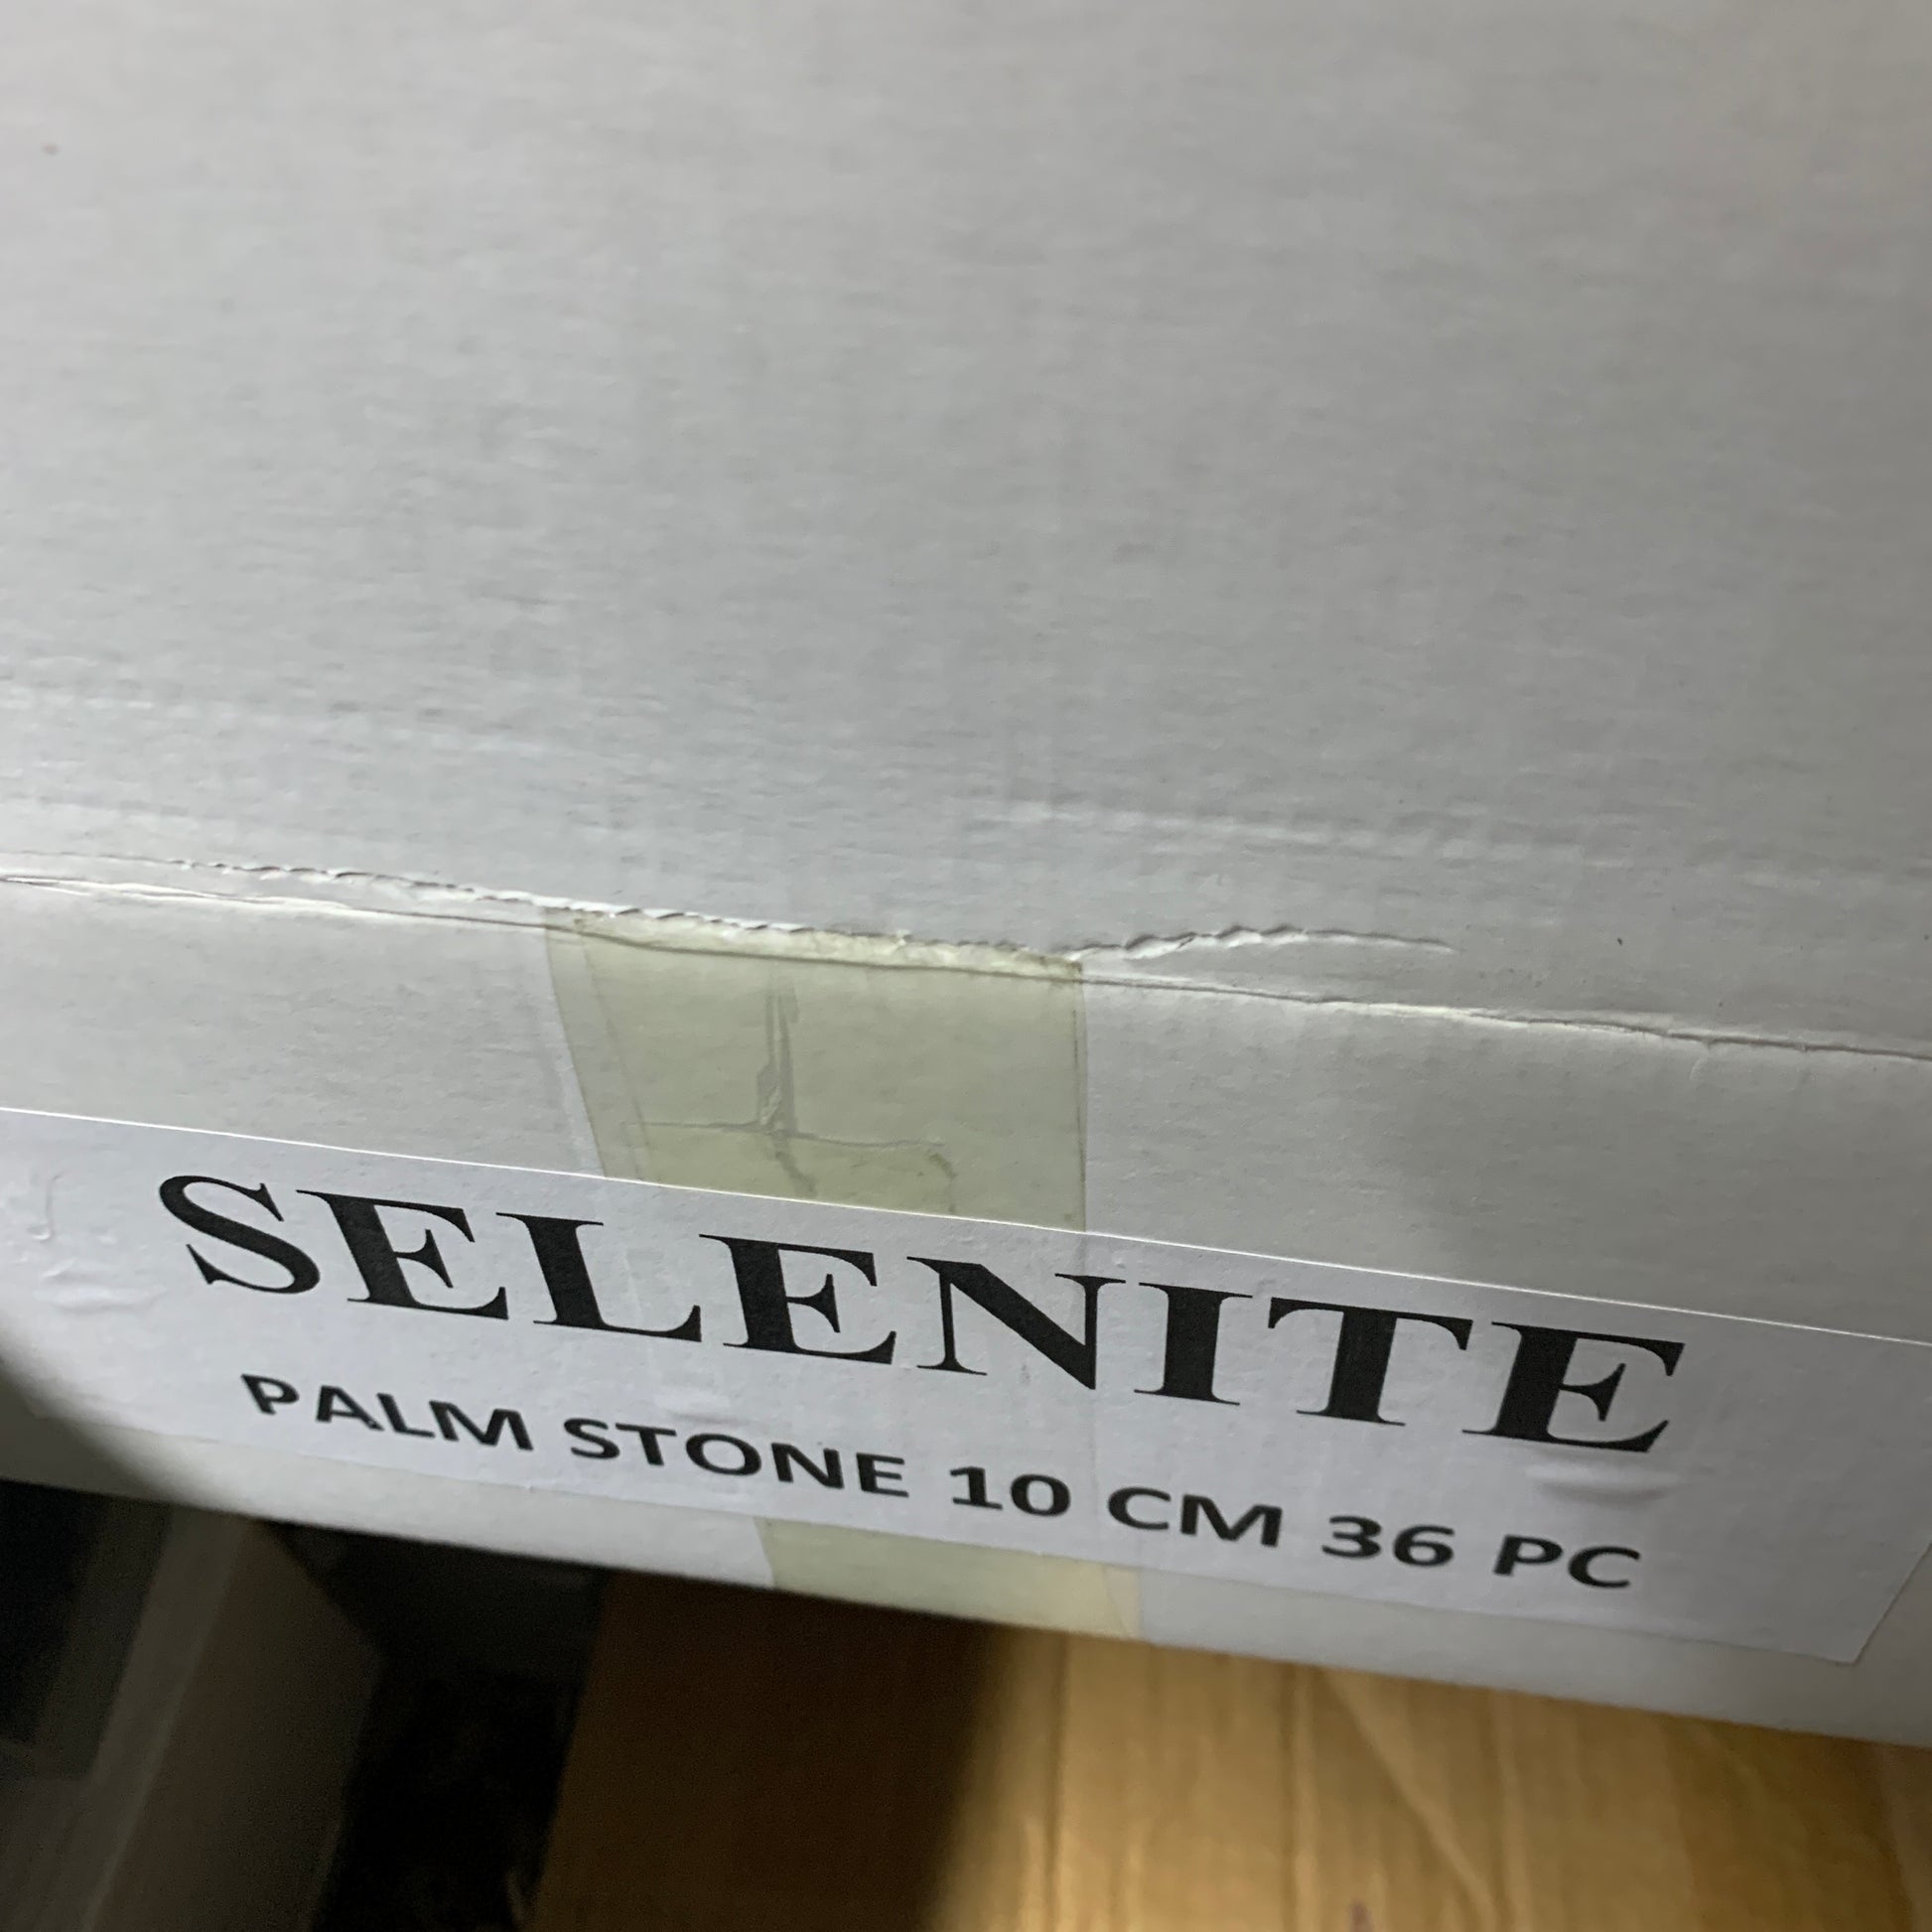 SELENITE
PALM STONE 10 CM 36 PC